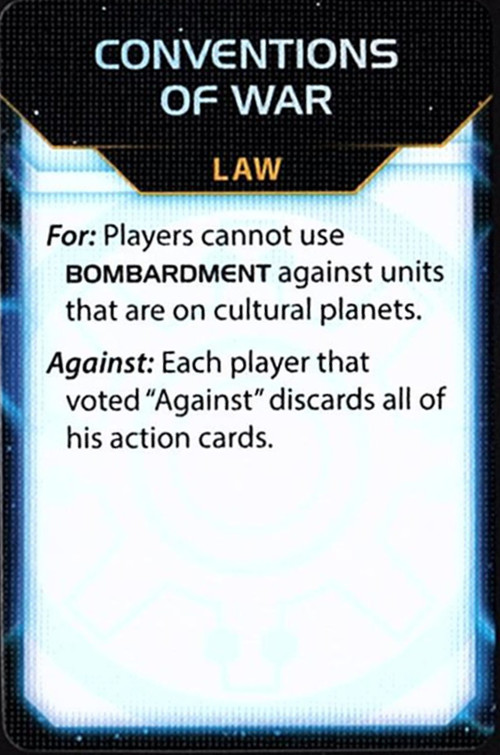 CONVENTIONS
OF WAR
LAW
For: Players cannot use
BOMBARDMENT against units
that are on cultural planets.
Against: Each player that
voted “Against” discards all of
his action cards.